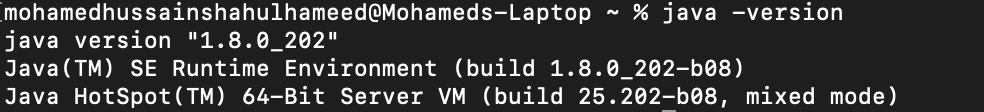 mohamedhussainshahulhameed@Mohameds-Laptop ~ % java -version
java version "1.8.0_202"
Java(TM) SE Runtime Environment (build 1.8.0_202-b08)
Java HotSpot(TM) 64-Bit Server VM (build 25.202-b08, mixed mode)